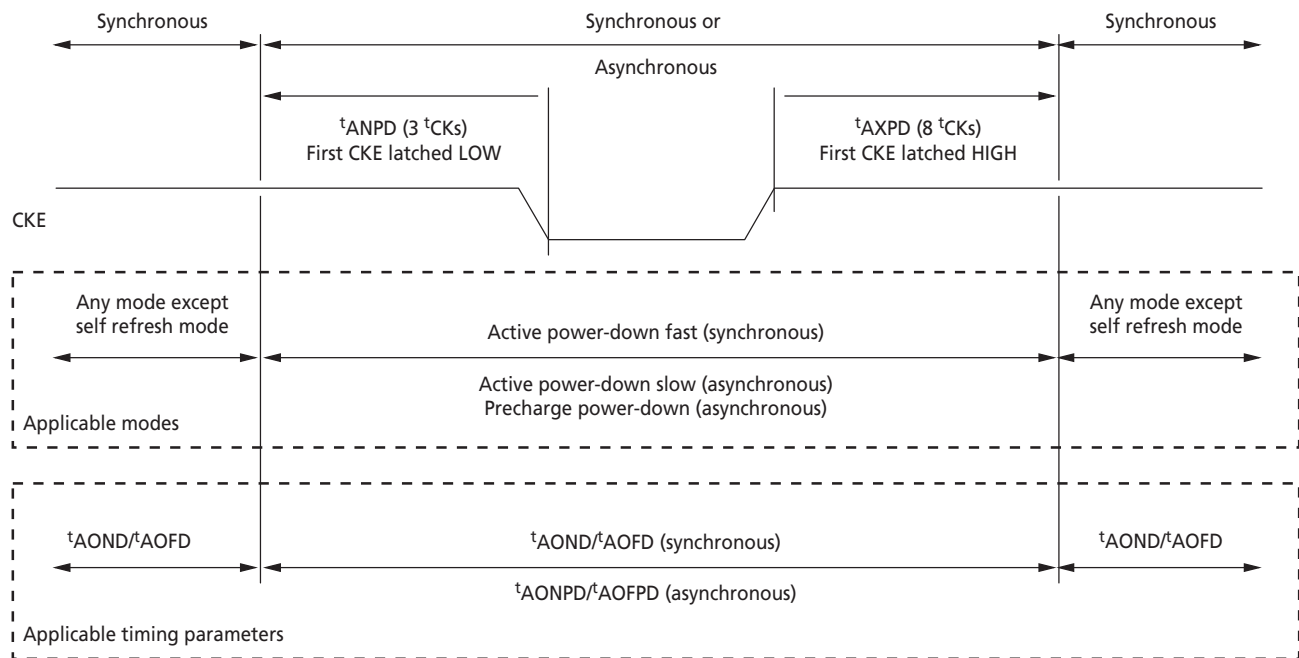 Synchronous
Synchronous or
Asynchronous
Synchronous
tANPD (3 tCKs)
First CKE latched LOW
tAXPD (8 tCKs)
First CKE latched HIGH
CKE
Any mode except
self refresh mode
Active power-down fast (synchronous)
Active power-down slow (asynchronous)
Precharge power-down (asynchronous)
Any mode except
self refresh mode
Applicable modes
tAOND/tAOFD
tAOND/tAOFD (synchronous)
tAONPD/tAOFPD (asynchronous)
tAOND/tAOFD
Applicable timing parameters